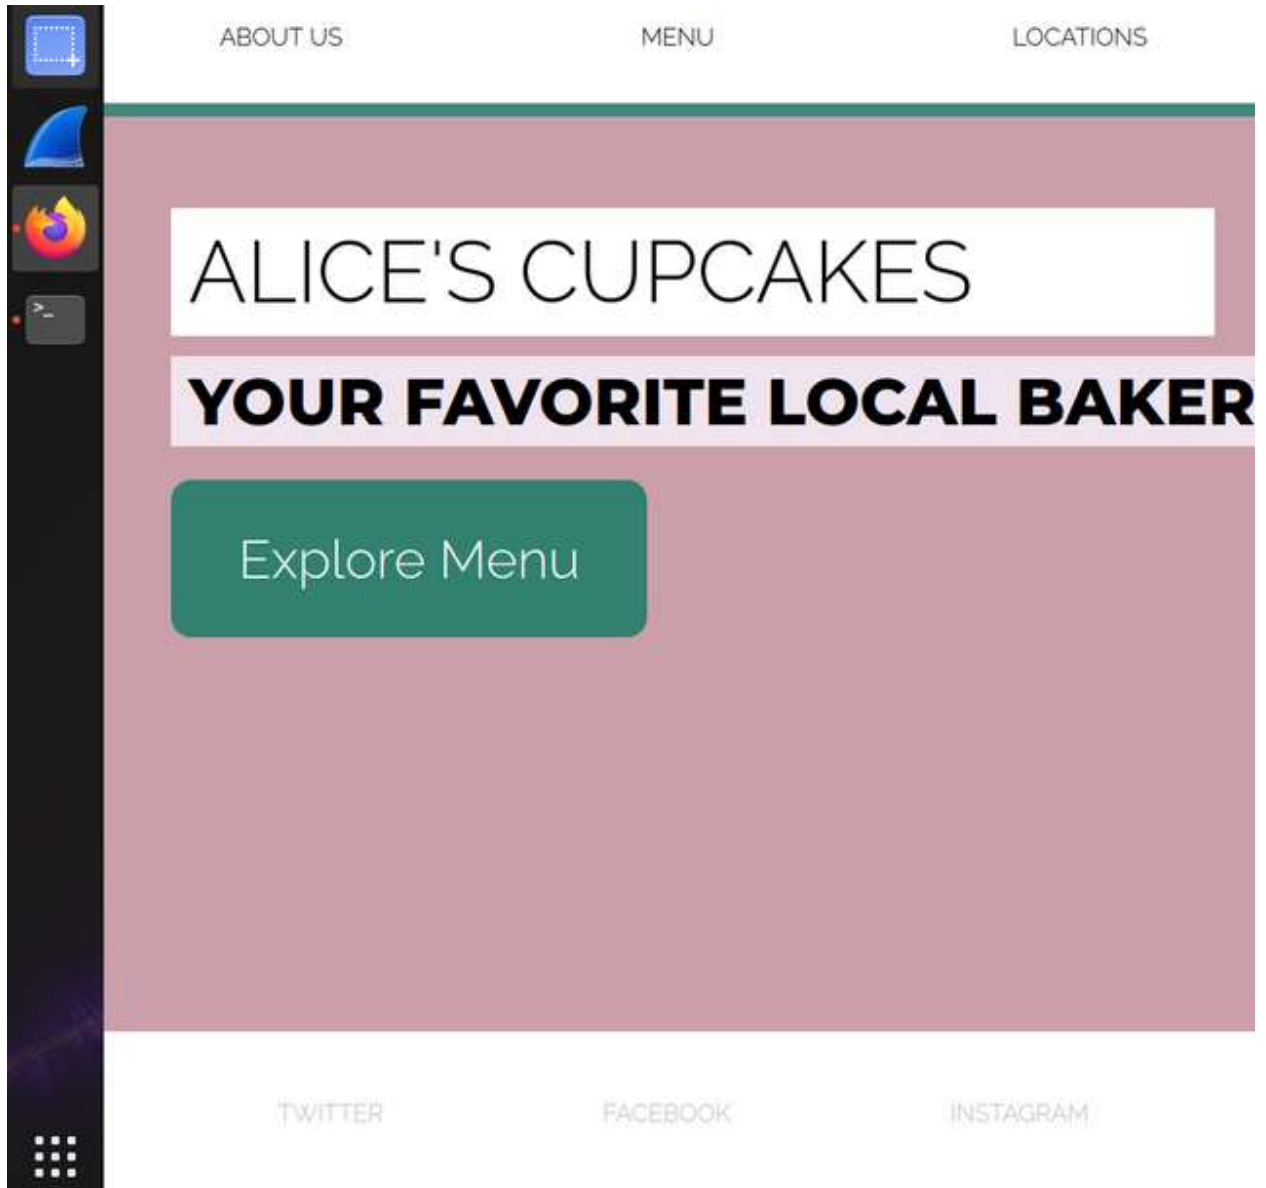 ABOUT US MENU LOCATIONS
ALICE'S CUPCAKES
YOUR FAVORITE LOCAL BAKER
Explore Menu
TWITTER FACEBOOK INSTAGRAM
>_